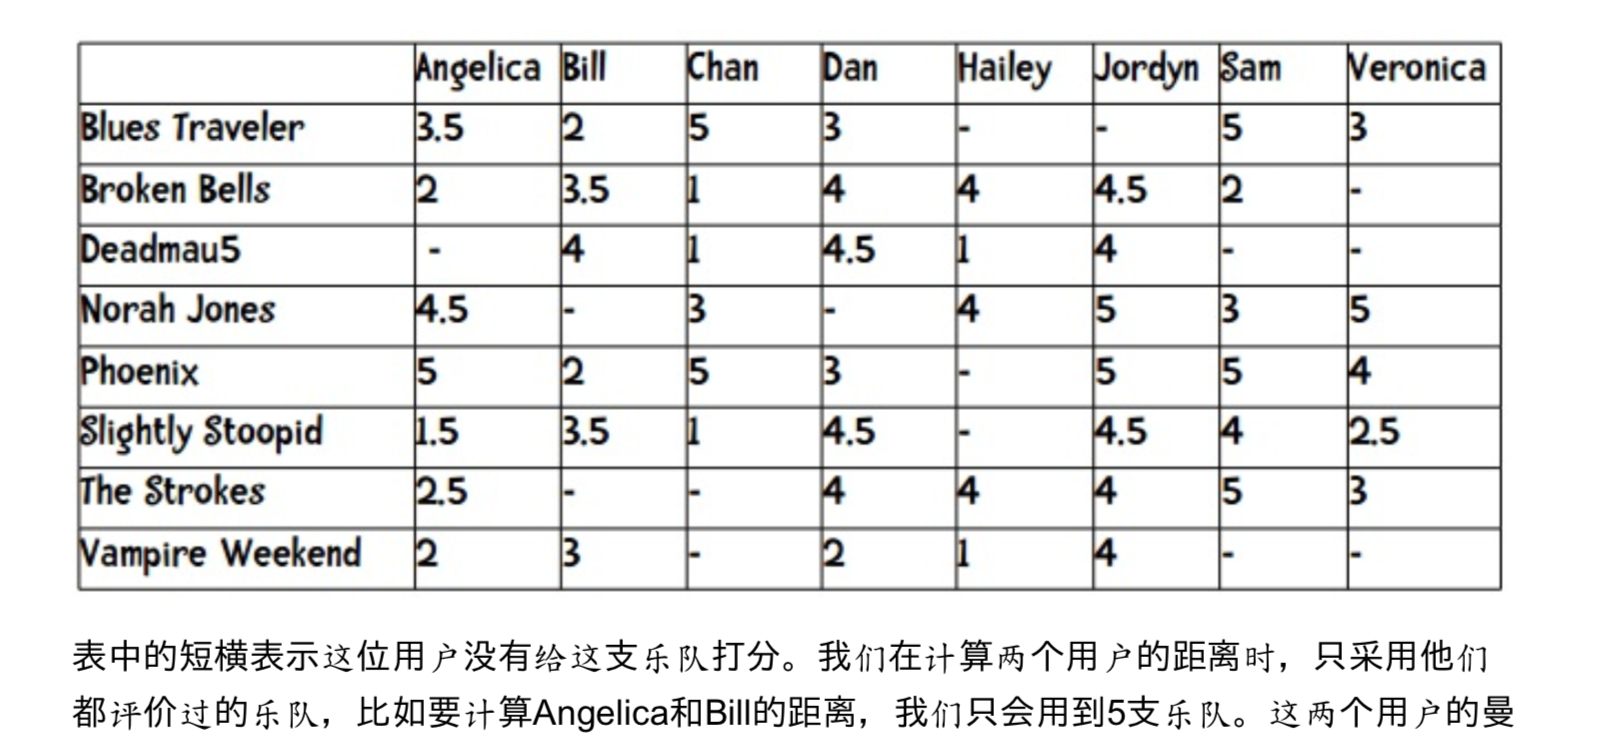 Angelica Bill Chan Dan Hailey Jordyn Sam Veronica
Blues Traveler 3.5 2 5 3 - - 5 3
Broken Bells 2 3.5 1 4 4 4.5 2 -
Deadmau5 - 4 1 4.5 1 4 - -
Norah Jones 4.5 - 3 - 4 5 3 5
Phoenix 5 2 5 3 - 5 5 4
Slightly Stoopid 1.5 3.5 1 4.5 - 4.5 4 2.5
The Strokes 2.5 - - 4 4 4 5 3
Vampire Weekend 2 3 - 2 1 4 - -
表中的短横表示这位用户没有给这支乐队打分。我们在计算两个用户的距离时，只采用他们
都评价过的乐队，比如要计算Angelica和Bill的距离，我们只会用到5支乐队。这两个用户的曼